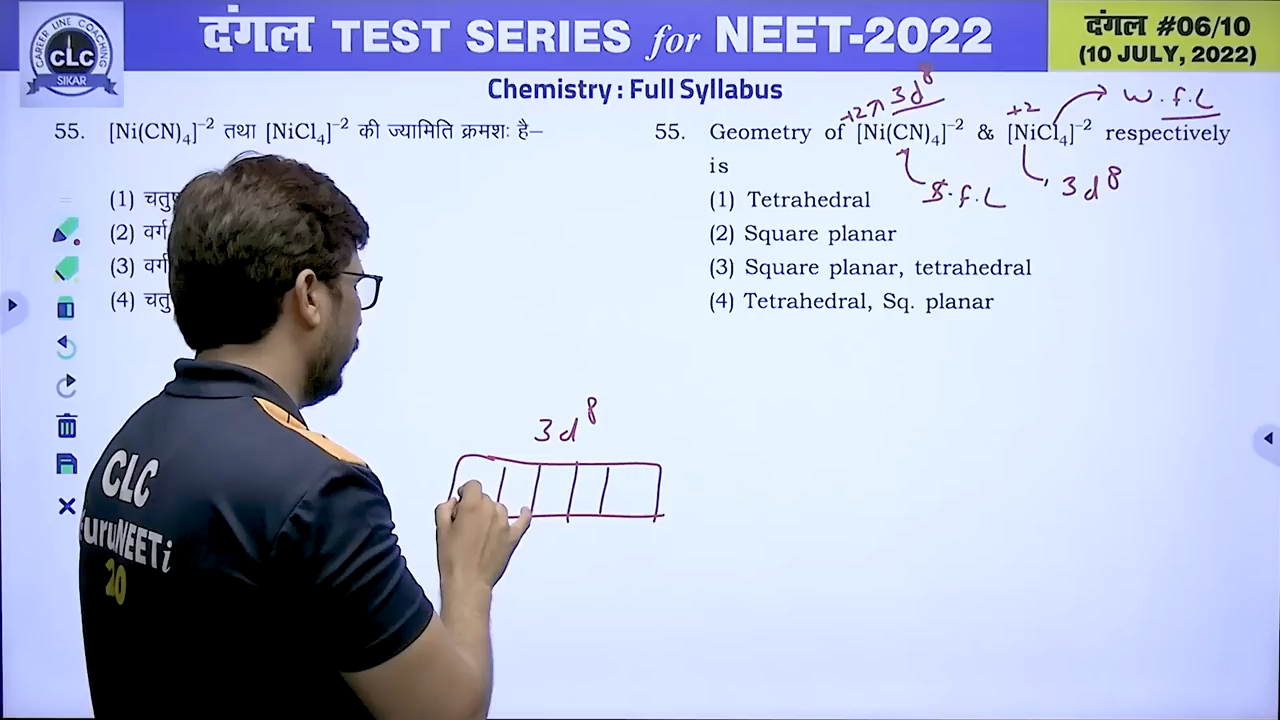 CAREER LINE COACHING
CLC
SIKAR
दंगल TEST SERIES for NEET-2022
दंगल #06/10
(10 JULY, 2022)
Chemistry : Full Syllabus
55. [Ni(CN)₄]⁻² तथा [NiCl₄]⁻² की ज्यामिति क्रमशः है–
(1)
(2) वर्ग
(3)
(4)
+2 3d⁸
+2 W.f.L
55. Geometry of [Ni(CN)₄]⁻² & [NiCl₄]⁻² respectively
is
S.f.L 3d⁸
(1) Tetrahedral
(2) Square planar
(3) Square planar, tetrahedral
(4) Tetrahedral, Sq. planar
3d⁸
CLC
uruNEETi
20